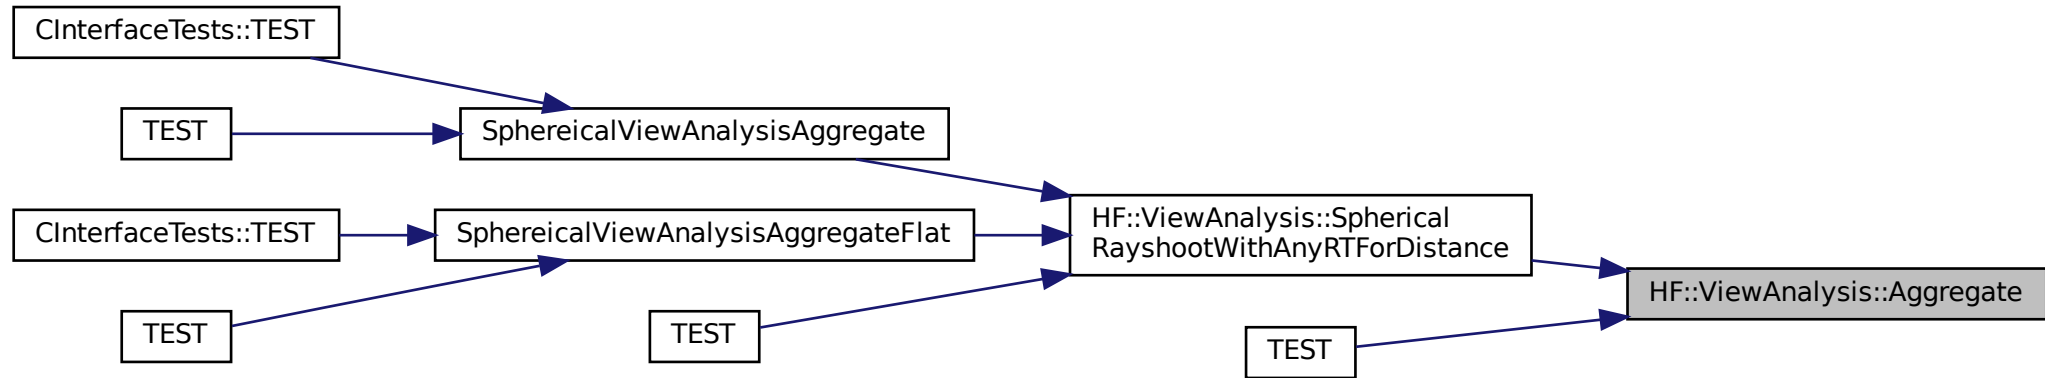 CInterfaceTests::TEST
TEST
SphereicalViewAnalysisAggregate
CInterfaceTests::TEST
SphereicalViewAnalysisAggregateFlat
HF::ViewAnalysis::Spherical
RayshootWithAnyRTForDistance
HF::ViewAnalysis::Aggregate
TEST
TEST
TEST